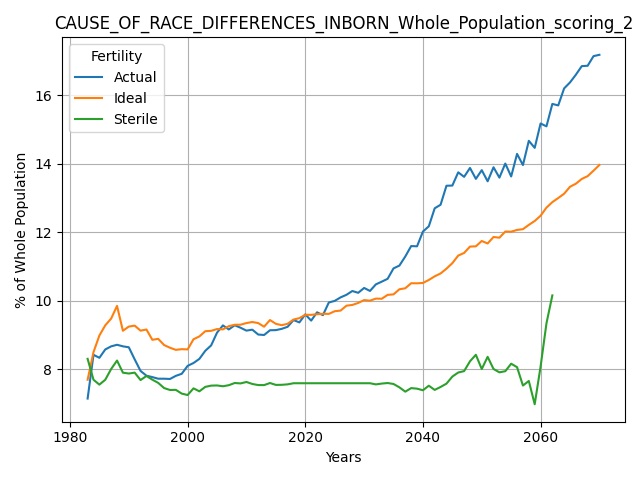 CAUSE_OF_RACE_DIFFERENCES_INBORN_Whole_Population_scoring_2
Fertility
Actual
Ideal
Sterile
% of Whole Population
16
14
12
10
8
1980 2000 2020 2040 2060
Years